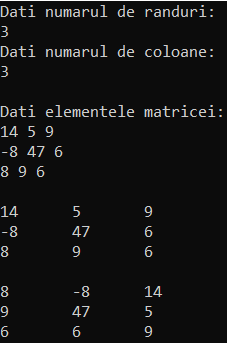 Dati numarul de randuri:
3
Dati numarul de coloane:
3
Dati elementele matricei:
14 5 9
-8 47 6
8 9 6
14 5 9
-8 47 6
8 9 6
8 -8 14
9 47 5
6 6 9